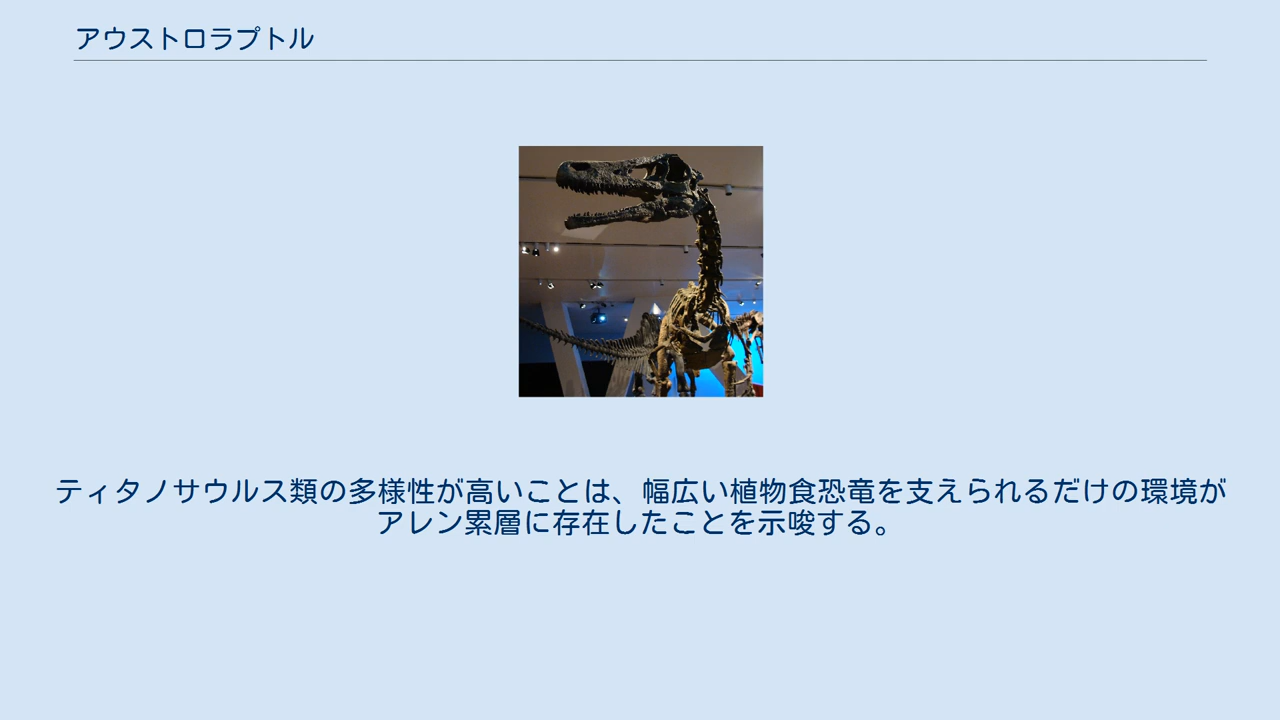 アウストロラプトル
ティタノサウルス類の多様性が高いことは、幅広い植物食恐竜を支えられるだけの環境が
アレン累層に存在したことを示唆する。